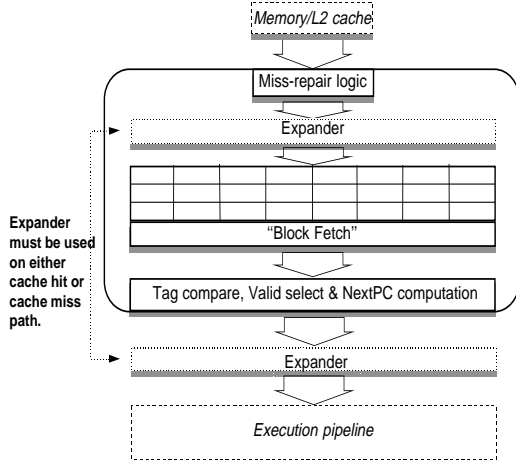 Memory/L2 cache
Miss-repair logic
Expander
Expander
must be used
on either
cache hit or
cache miss
path.
“Block Fetch”
Tag compare, Valid select & NextPC computation
Expander
Execution pipeline